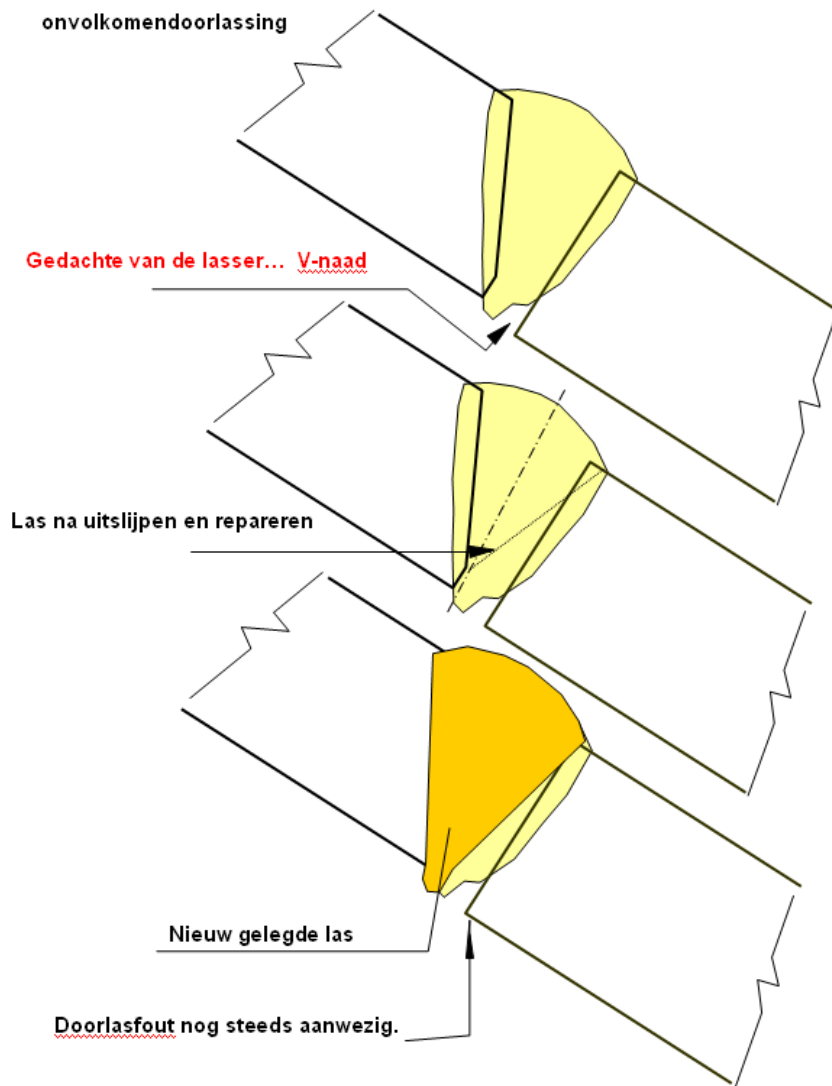 onvolkomendoorlassing
Gedachte van de lasser... V-naad
Las na uitslijpen en repareren
Nieuw gelegde las
Doorlasfout nog steeds aanwezig.